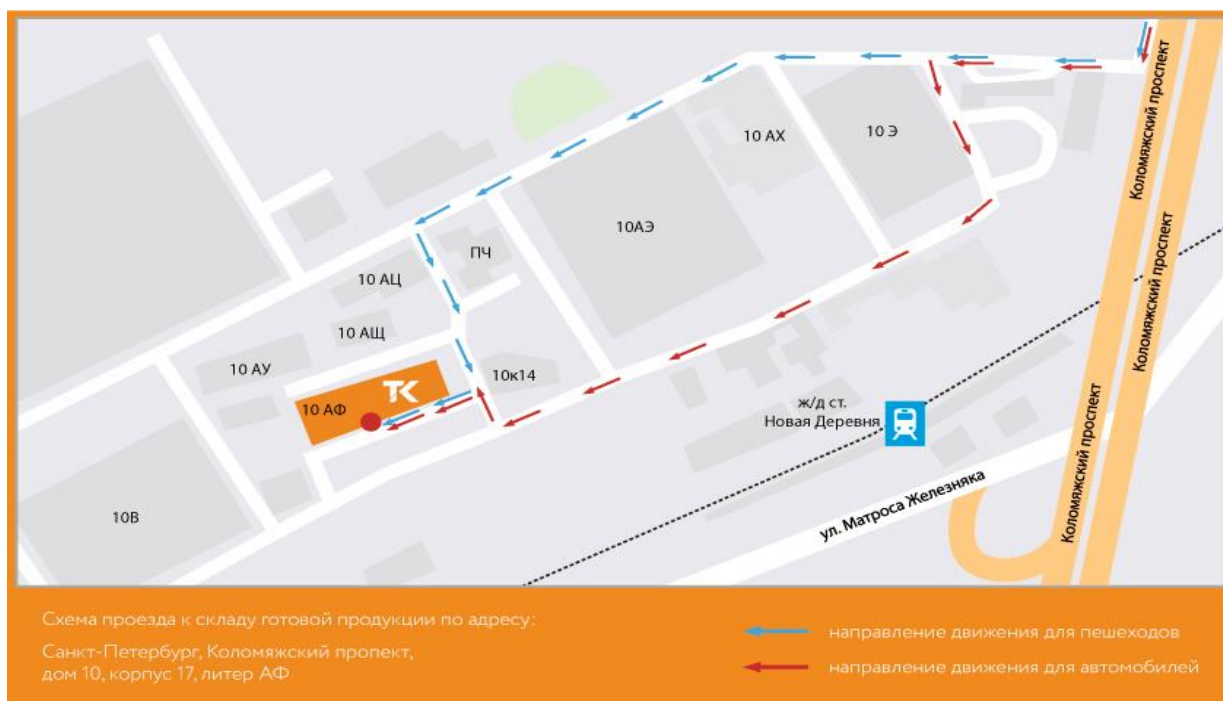 Коломяжский проспект
Коломяжский проспект
10 АХ
10 Э
10АЭ
ПЧ
10 АЦ
10 АЩ
10 АУ
ТК
10к14
10 АФ
ж/д ст.
Новая Деревня
Коломяжский проспект
Коломяжский проспект
ул. Матроса Железняка
10В
Схема проезда к складу готовой продукции по адресу:
Санкт-Петербург, Коломяжский пропект,
дом 10, корпус 17, литер АФ
направление движения для пешеходов
направление движения для автомобилей